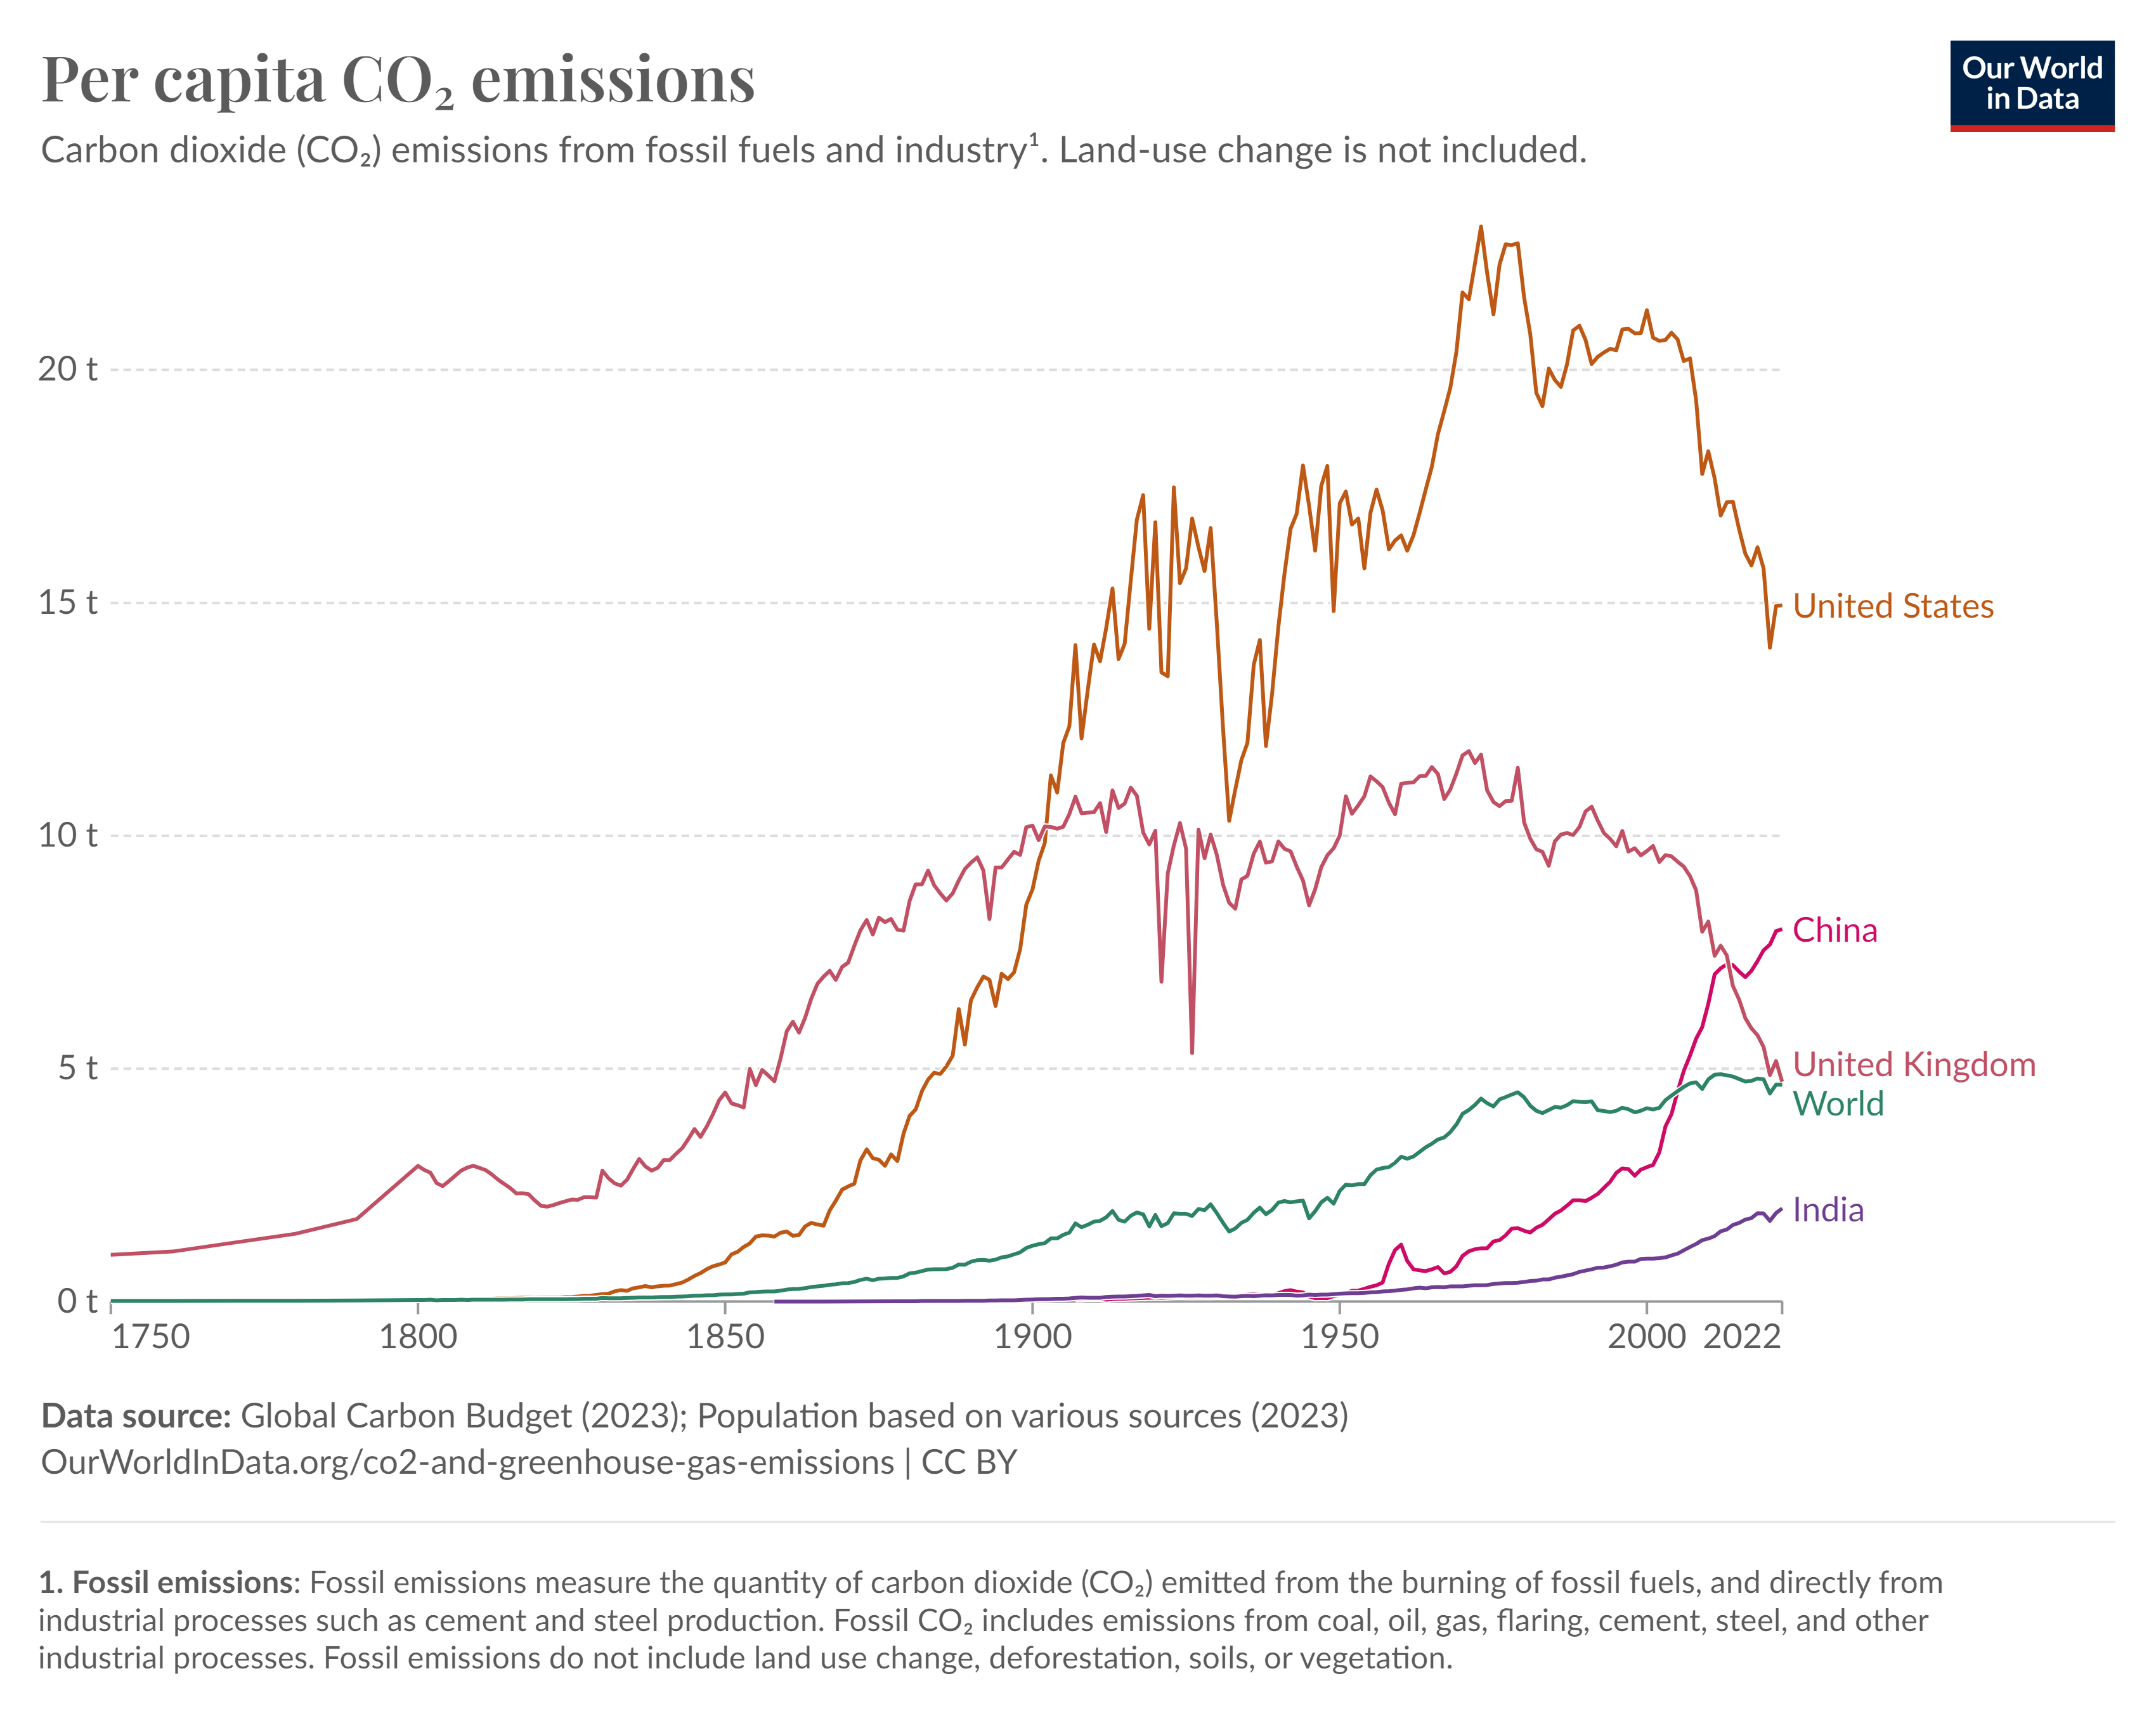 Per capita CO₂ emissions
Our World
in Data
Carbon dioxide (CO₂) emissions from fossil fuels and industry¹. Land-use change is not included.
20 t
15 t
10 t
5 t
0 t
United States
China
United Kingdom
World
India
1750
1800
1850
1900
1950
2000
2022
Data source: Global Carbon Budget (2023); Population based on various sources (2023)
OurWorldInData.org/co2-and-greenhouse-gas-emissions | CC BY
1. Fossil emissions: Fossil emissions measure the quantity of carbon dioxide (CO₂) emitted from the burning of fossil fuels, and directly from
industrial processes such as cement and steel production. Fossil CO₂ includes emissions from coal, oil, gas, flaring, cement, steel, and other
industrial processes. Fossil emissions do not include land use change, deforestation, soils, or vegetation.